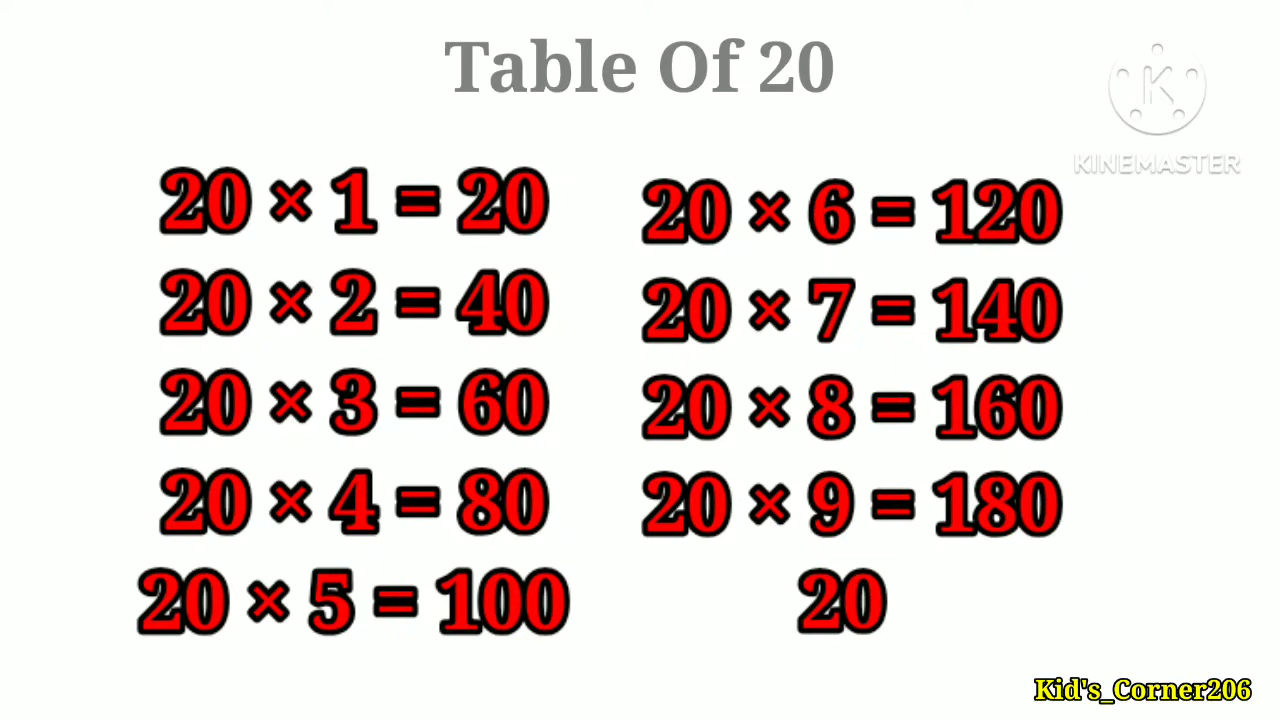 Table Of 20
K
KINEMASTER
20 × 1 = 20
20 × 2 = 40
20 × 3 = 60
20 × 4 = 80
20 × 5 = 100
20 × 6 = 120
20 × 7 = 140
20 × 8 = 160
20 × 9 = 180
20
Kid's_Corner206